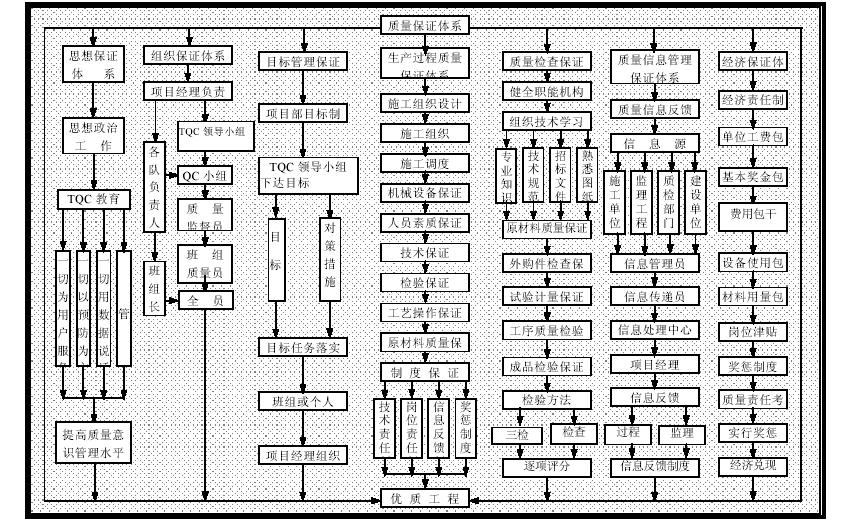 质量保证体系
思想保证
体 系
思想政治
工 作
TQC 教育
切为用户服
切以预防为
切用数据说
管
提高质量意
识管理水平
组织保证体系
项目经理负责
各队负责人
班组长
TQC 领导小组
QC 小组
质 量
监督员
班 组
质量员
全 员
目标管理保证
项目部目标制
TQC 领导小组
下达目标
目标
对策措施
目标任务落实
班组或个人
项目经理组织
生产过程质量
保证体系
施工组织设计
施工组织
施工调度
机械设备保证
人员素质保证
技术保证
检验保证
工艺操作保证
原材料质量保
制 度 保 证
技术责任
岗位责任
信息反馈
奖惩制度
优 质 工 程
质量检查保证
健全职能机构
组织技术学习
专业知识
技术规范
招标文件
熟悉图纸
原材料质量保证
外购件检查保
试验计量保证
工序质量检验
成品检验保证
检验方法
三检
检查
逐项评分
质量信息管理
保证体系
质量信息反馈
信 息 源
施工单位
监理工程
质检部门
建设单位
信息管理员
信息传递员
信息处理中心
项目经理
信息反馈
过程
监理
信息反馈制度
经济保证体
经济责任制
单位工费包
基本奖金包
费用包干
设备使用包
材料用量包
岗位津贴
奖惩制度
质量责任考
实行奖惩
经济兑现